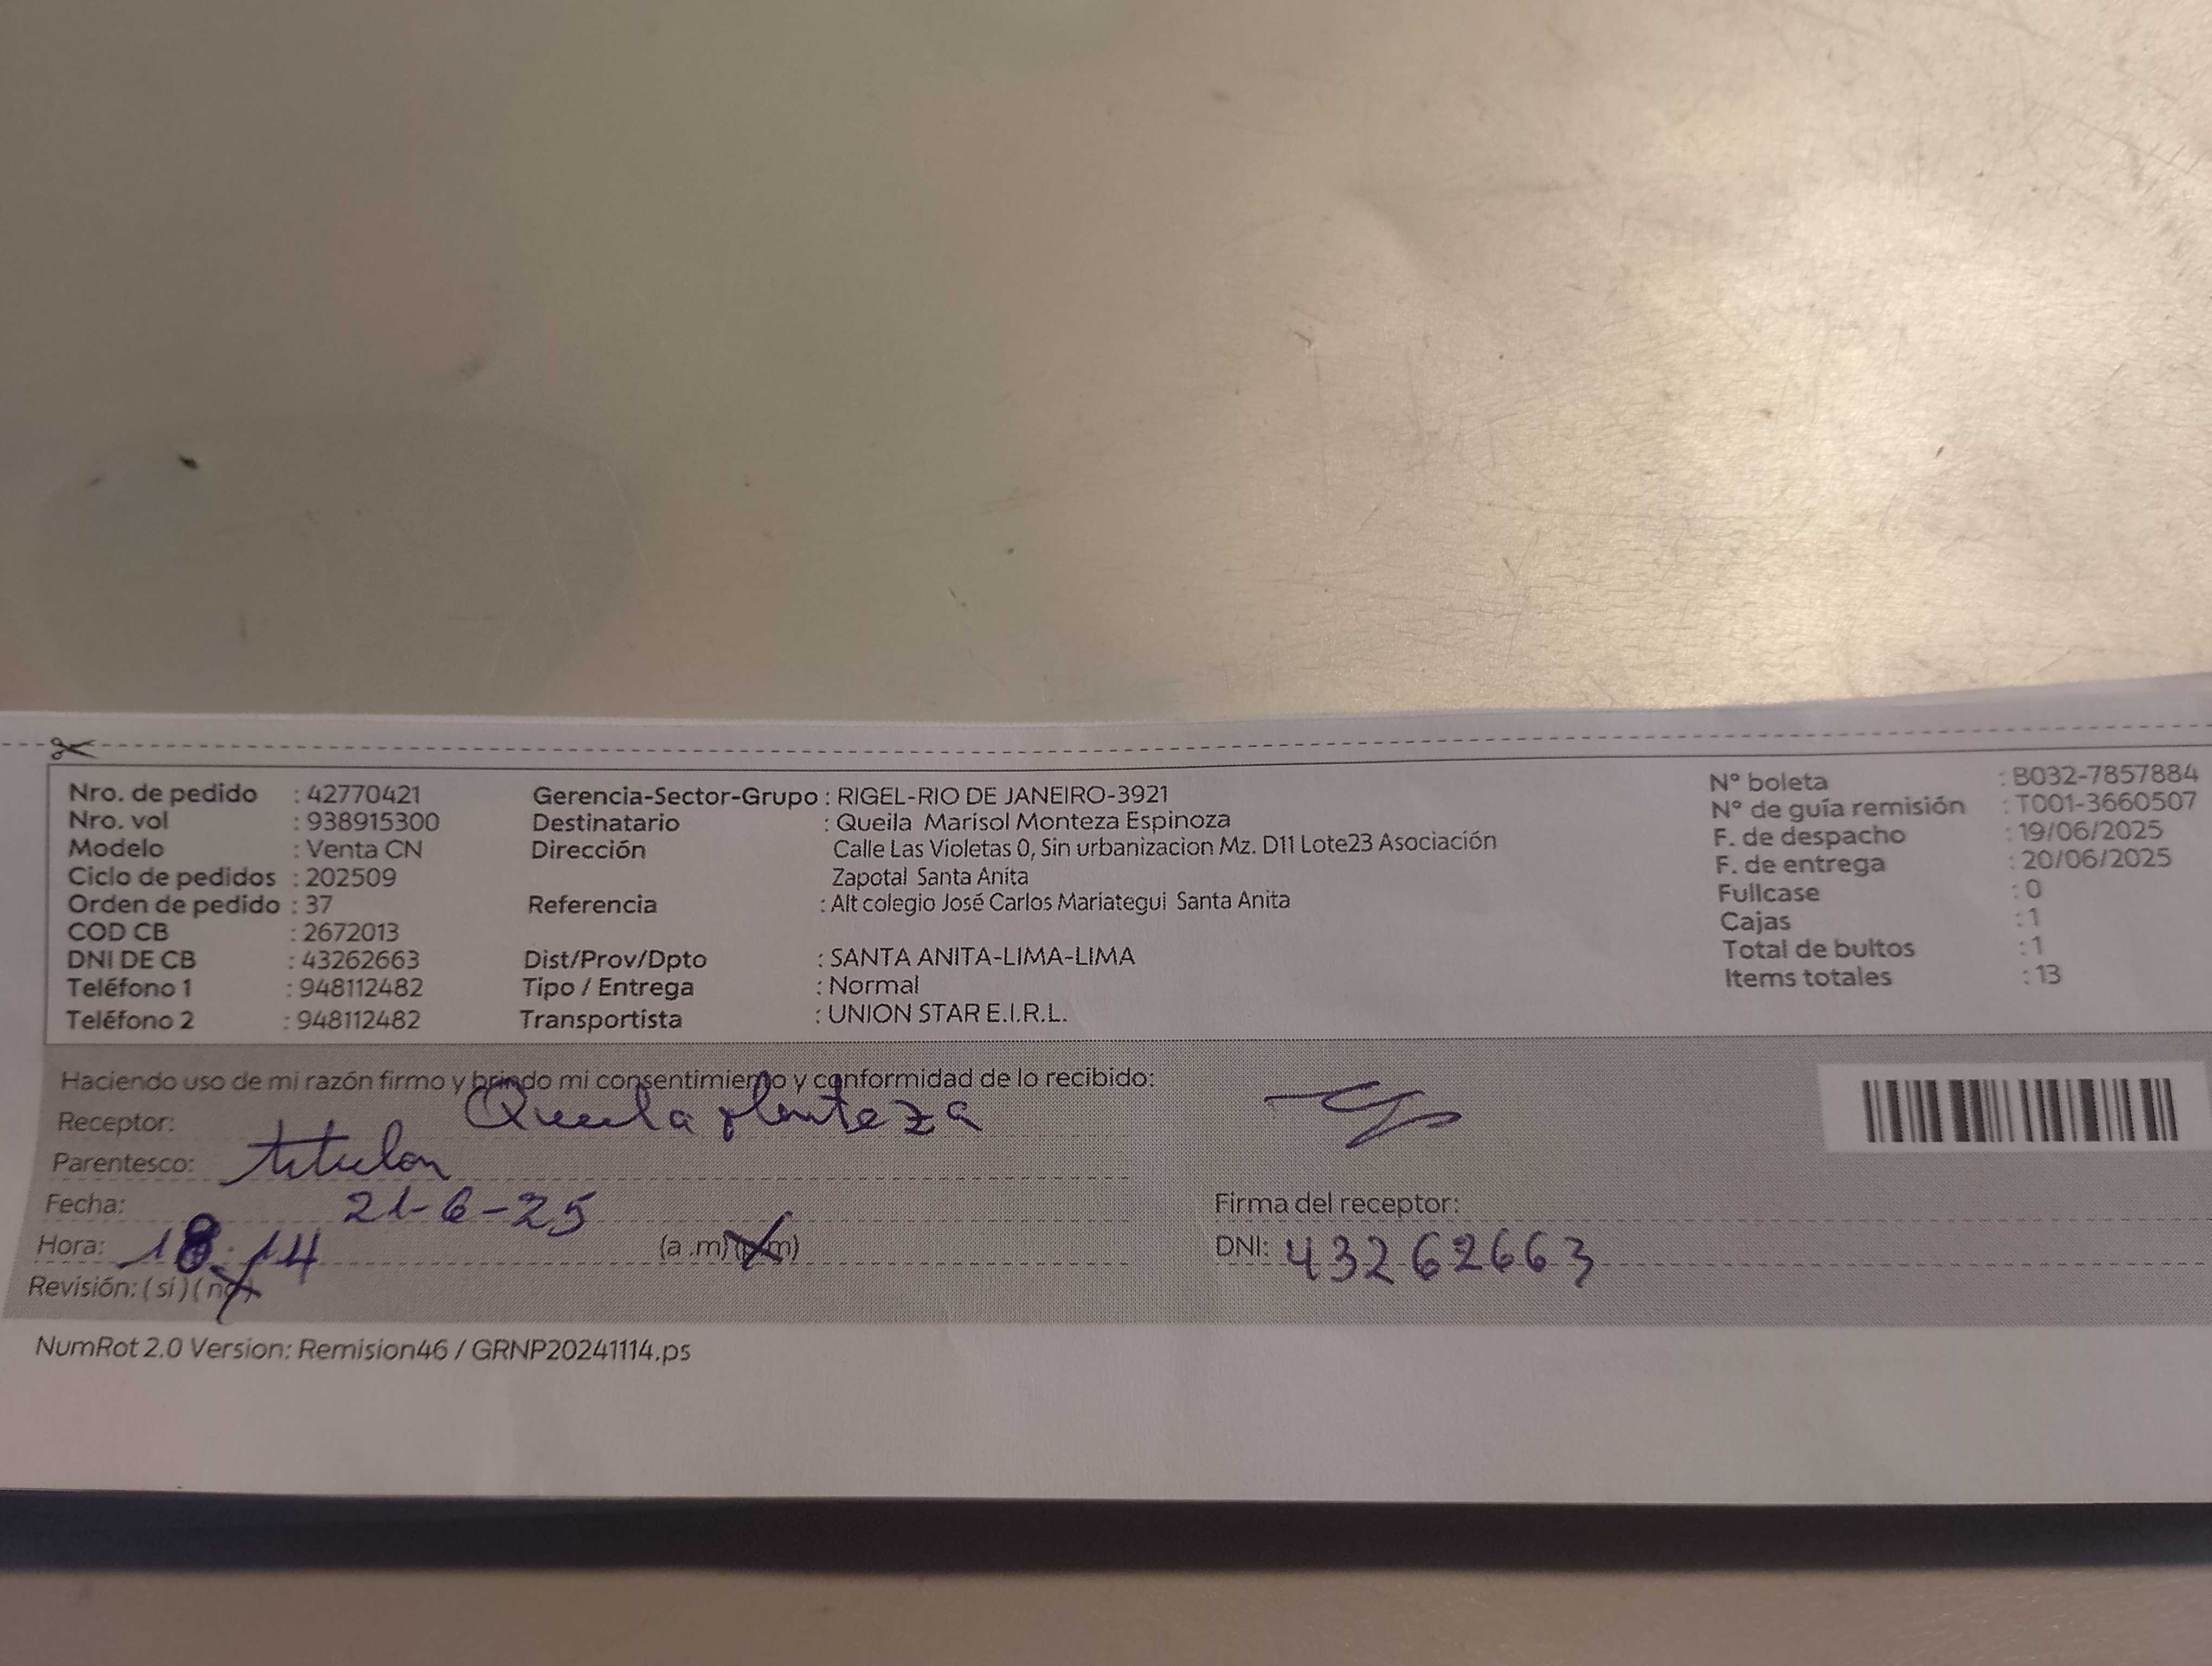 Nro. de pedido : 42770421
Nro. vol : 938915300
Modelo : Venta CN
Ciclo de pedidos : 202509
Orden de pedido : 37
COD CB : 2672013
DNI DE CB : 43262663
Teléfono 1 : 948112482
Teléfono 2 : 948112482
Gerencia-Sector-Grupo : RIGEL-RIO DE JANEIRO-3921
Destinatario : Queila Marisol Monteza Espinoza
Dirección Calle Las Violetas 0, Sin urbanizacion Mz. D11 Lote23 Asociación
Zapotal Santa Anita
Referencia : Alt colegio José Carlos Mariategui Santa Anita
Dist/Prov/Dpto : SANTA ANITA-LIMA-LIMA
Tipo / Entrega : Normal
Transportista : UNION STAR E.I.R.L.
N° boleta : B032-7857884
N° de guía remisión : T001-3660507
F. de despacho : 19/06/2025
F. de entrega : 20/06/2025
Fullcase : 0
Cajas : 1
Total de bultos : 1
Items totales : 13
Haciendo uso de mi razón firmo y brindo mi consentimiento y conformidad de lo recibido:
Receptor: Queila Monteza
Parentesco: titular
Fecha: 21-6-25
Hora: 18:14 (a .m) (p.m)
Revisión: ( si ) ( no )
Firma del receptor:
DNI: 43262663
NumRot 2.0 Version: Remision46 / GRNP20241114.ps